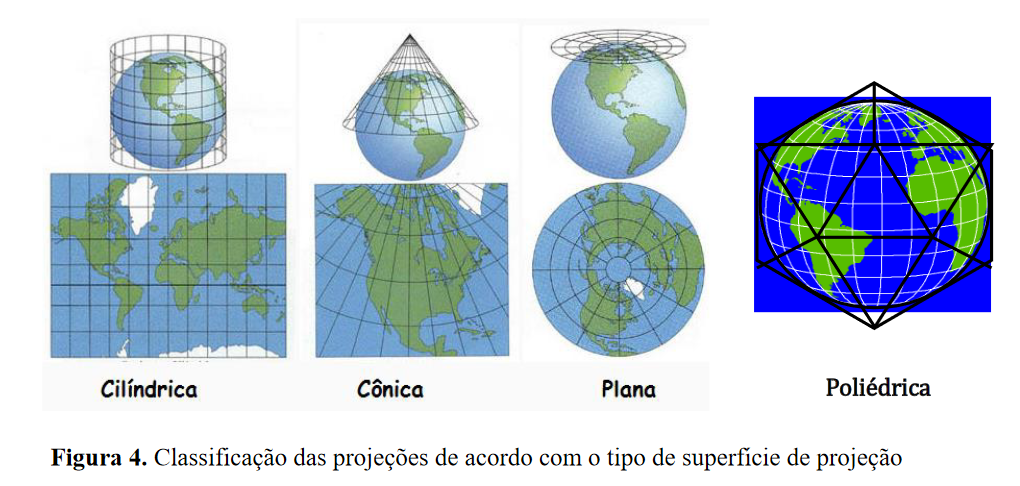 Cilíndrica
Cônica
Plana
Poliédrica
Figura 4. Classificação das projeções de acordo com o tipo de superfície de projeção